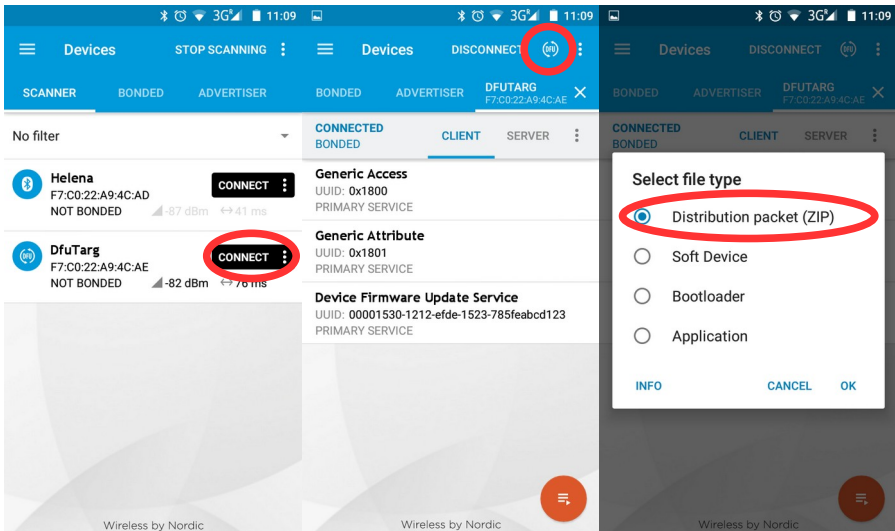 3G R 11:09
Devices STOP SCANNING
SCANNER BONDED ADVERTISER
No filter
Helena
F7:C0:22:A9:4C:AD
NOT BONDED -87 dBm ↔41 ms
CONNECT
DfuTarg
F7:C0:22:A9:4C:AE
NOT BONDED -82 dBm ↔76 ms
CONNECT
Wireless by Nordic
3G R 11:09
Devices DISCONNECT DFU
BONDED ADVERTISER DFUTARG
F7:C0:22:A9:4C:AE
CONNECTED
BONDED
CLIENT SERVER
Generic Access
UUID: 0x1800
PRIMARY SERVICE
Generic Attribute
UUID: 0x1801
PRIMARY SERVICE
Device Firmware Update Service
UUID: 00001530-1212-efde-1523-785feabcd123
PRIMARY SERVICE
Wireless by Nordic
3G R 11:09
Devices DISCONNECT DFU
BONDED ADVERTISER DFUTARG
F7:C0:22:A9:4C:AE
CONNECTED
BONDED
CLIENT SERVER
Select file type
Distribution packet (ZIP)
Soft Device
Bootloader
Application
INFO CANCEL OK
Wireless by Nordic